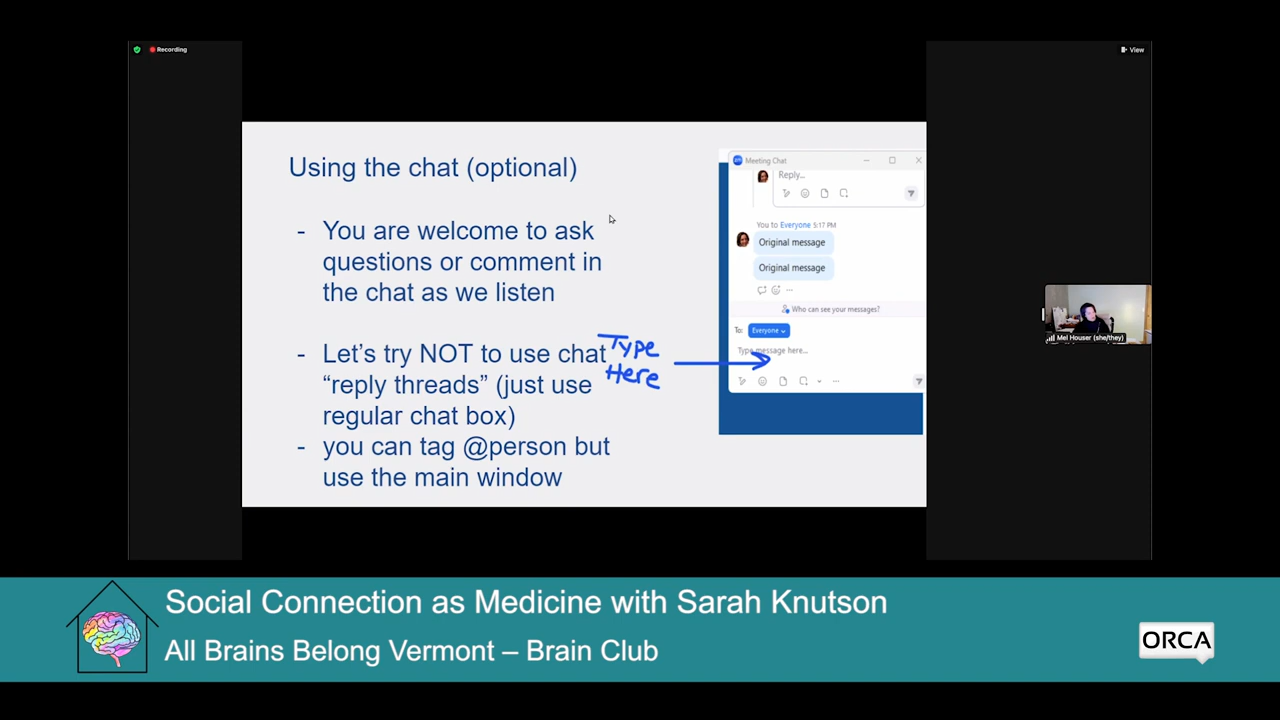 Recording
View
Using the chat (optional)
- You are welcome to ask
questions or comment in
the chat as we listen
- Let's try NOT to use chat
"reply threads" (just use
regular chat box)
- you can tag @person but
use the main window
Type
Here
Meeting Chat
Reply...
You to Everyone 5:17 PM
Original message
Original message
Who can see your messages?
To: Everyone
Type message here...
Mel Houser (she/they)
Social Connection as Medicine with Sarah Knutson
All Brains Belong Vermont – Brain Club
ORCA